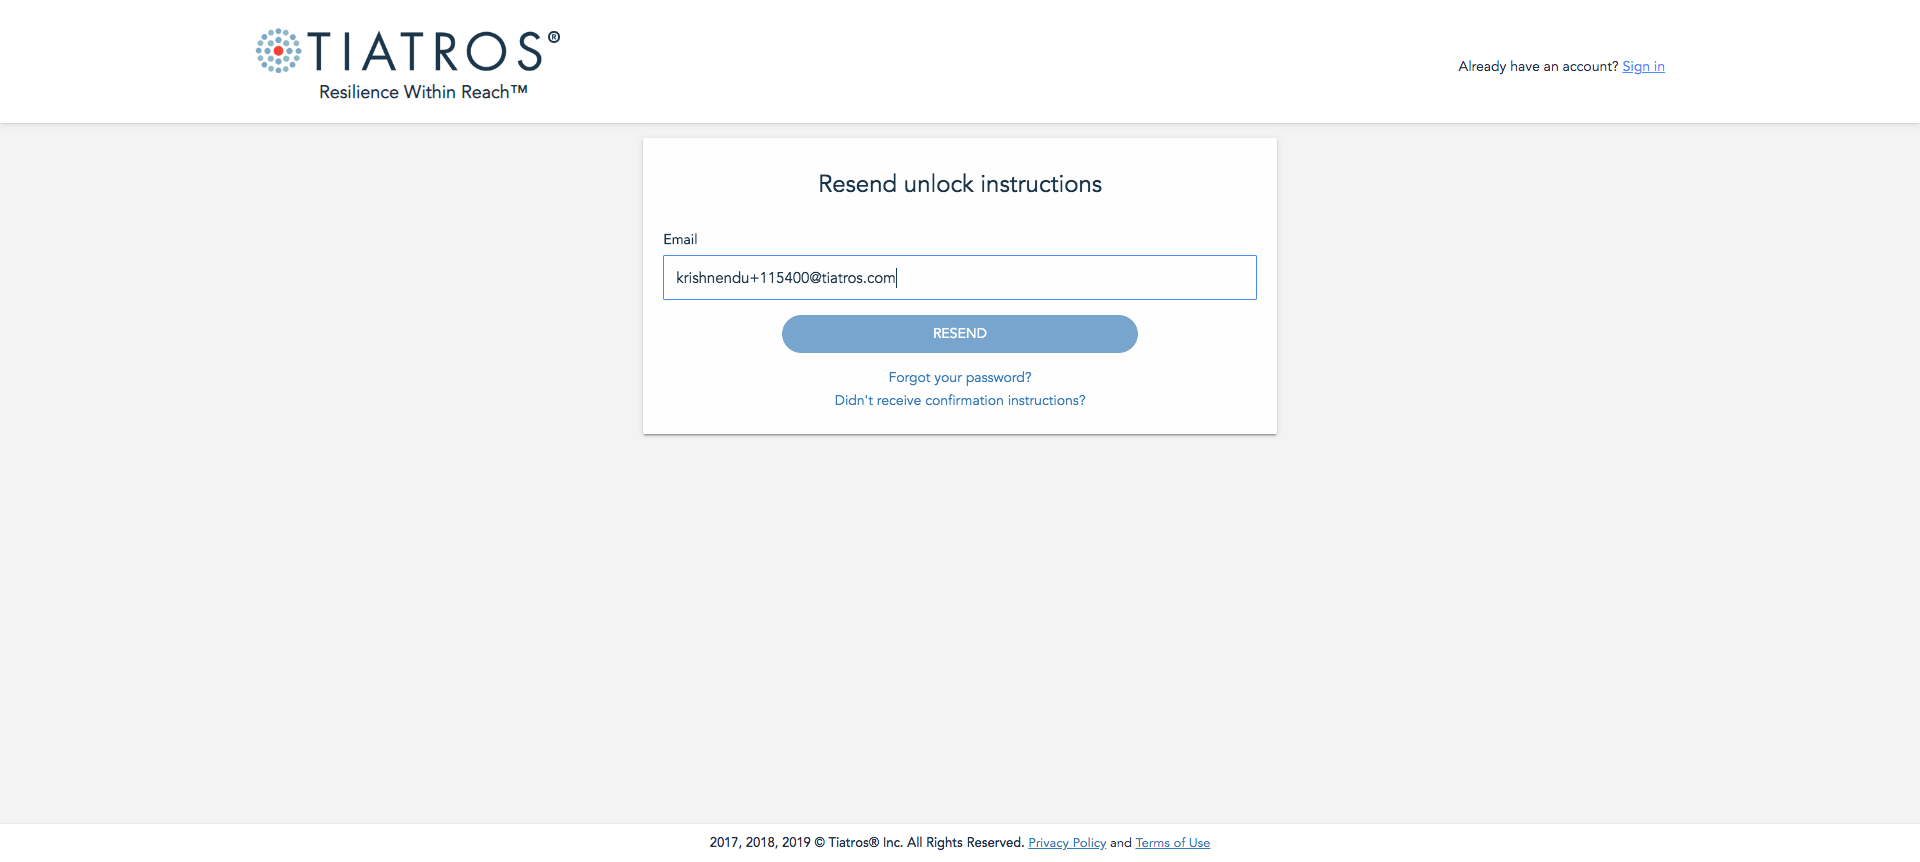 TIATROS®
Resilience Within Reach™
Already have an account? Sign in
Resend unlock instructions
Email
krishnendu+115400@tiatros.com
RESEND
Forgot your password?
Didn't receive confirmation instructions?
2017, 2018, 2019 © Tiatros® Inc. All Rights Reserved. Privacy Policy and Terms of Use